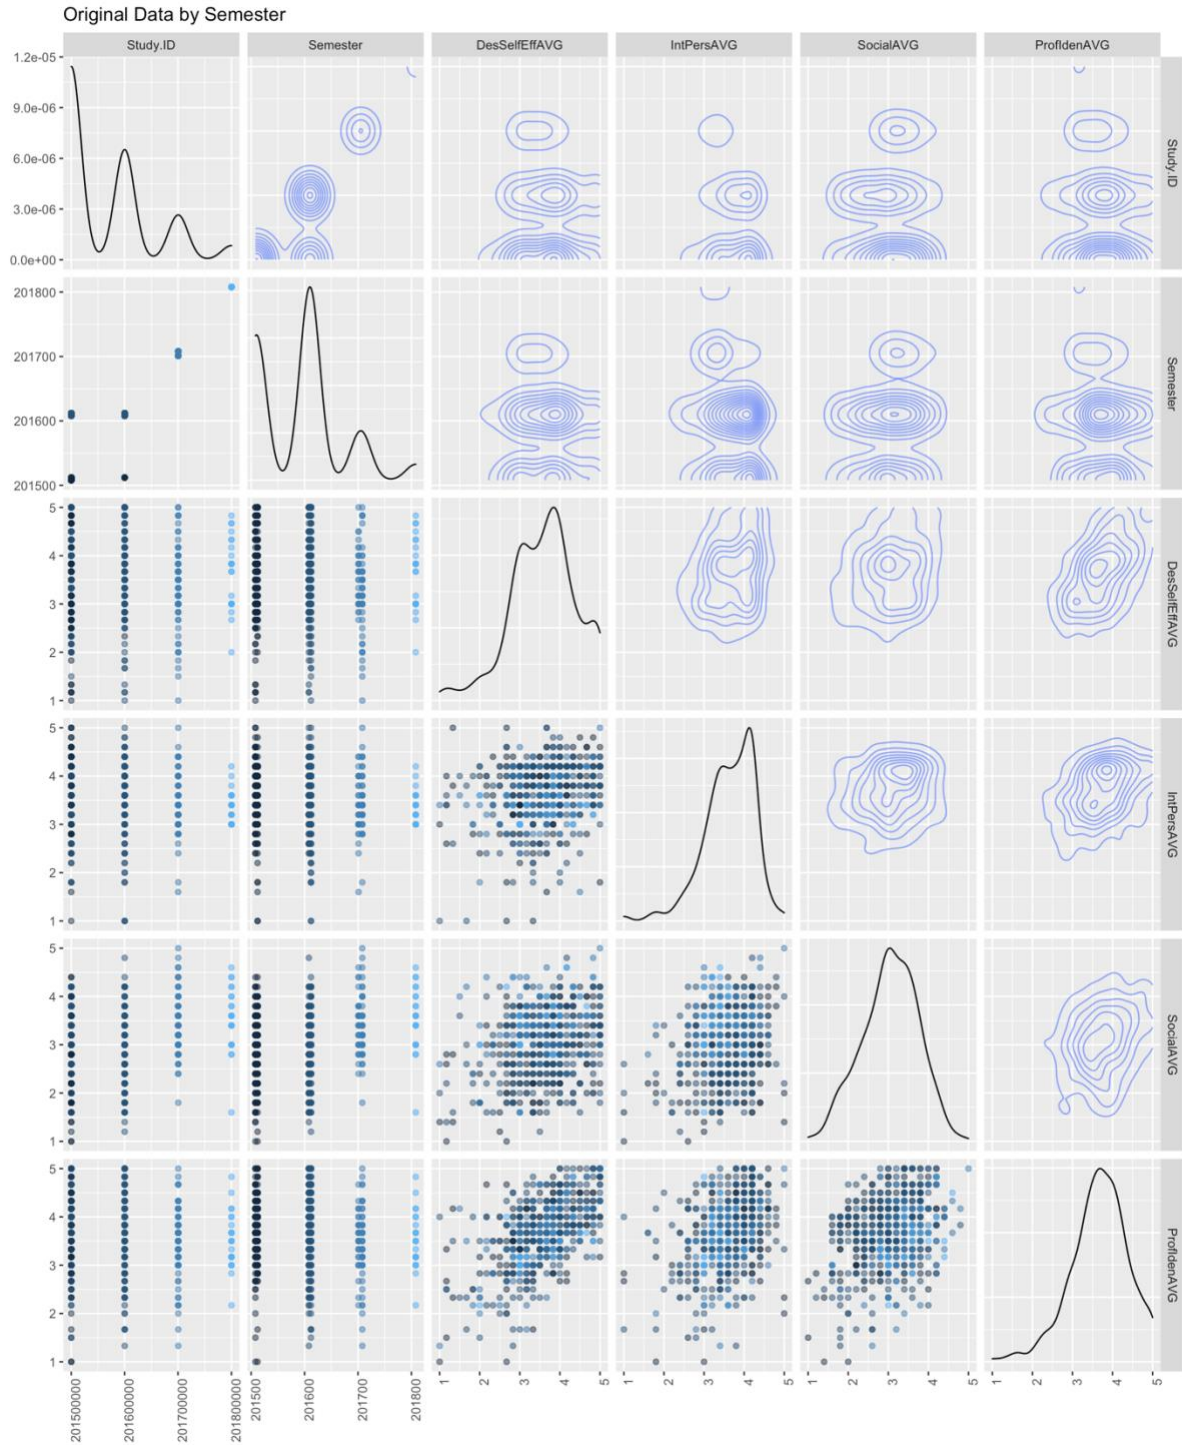 Original Data by Semester
Study.ID Semester DesSelfEffAVG IntPersAVG SocialAVG ProfIdenAVG
1.2e-05
9.0e-06
6.0e-06
3.0e-06
0.0e+00
Study.ID
201800
201700
201600
201500
Semester
5
4
3
2
1
DesSelfEffAVG
5
4
3
2
1
IntPersAVG
5
4
3
2
1
SocialAVG
5
4
3
2
1
ProfIdenAVG
201500000 201600000 201700000 201800000 201500 201600 201700 201800 1 2 3 4 5 1 2 3 4 5 1 2 3 4 5 1 2 3 4 5